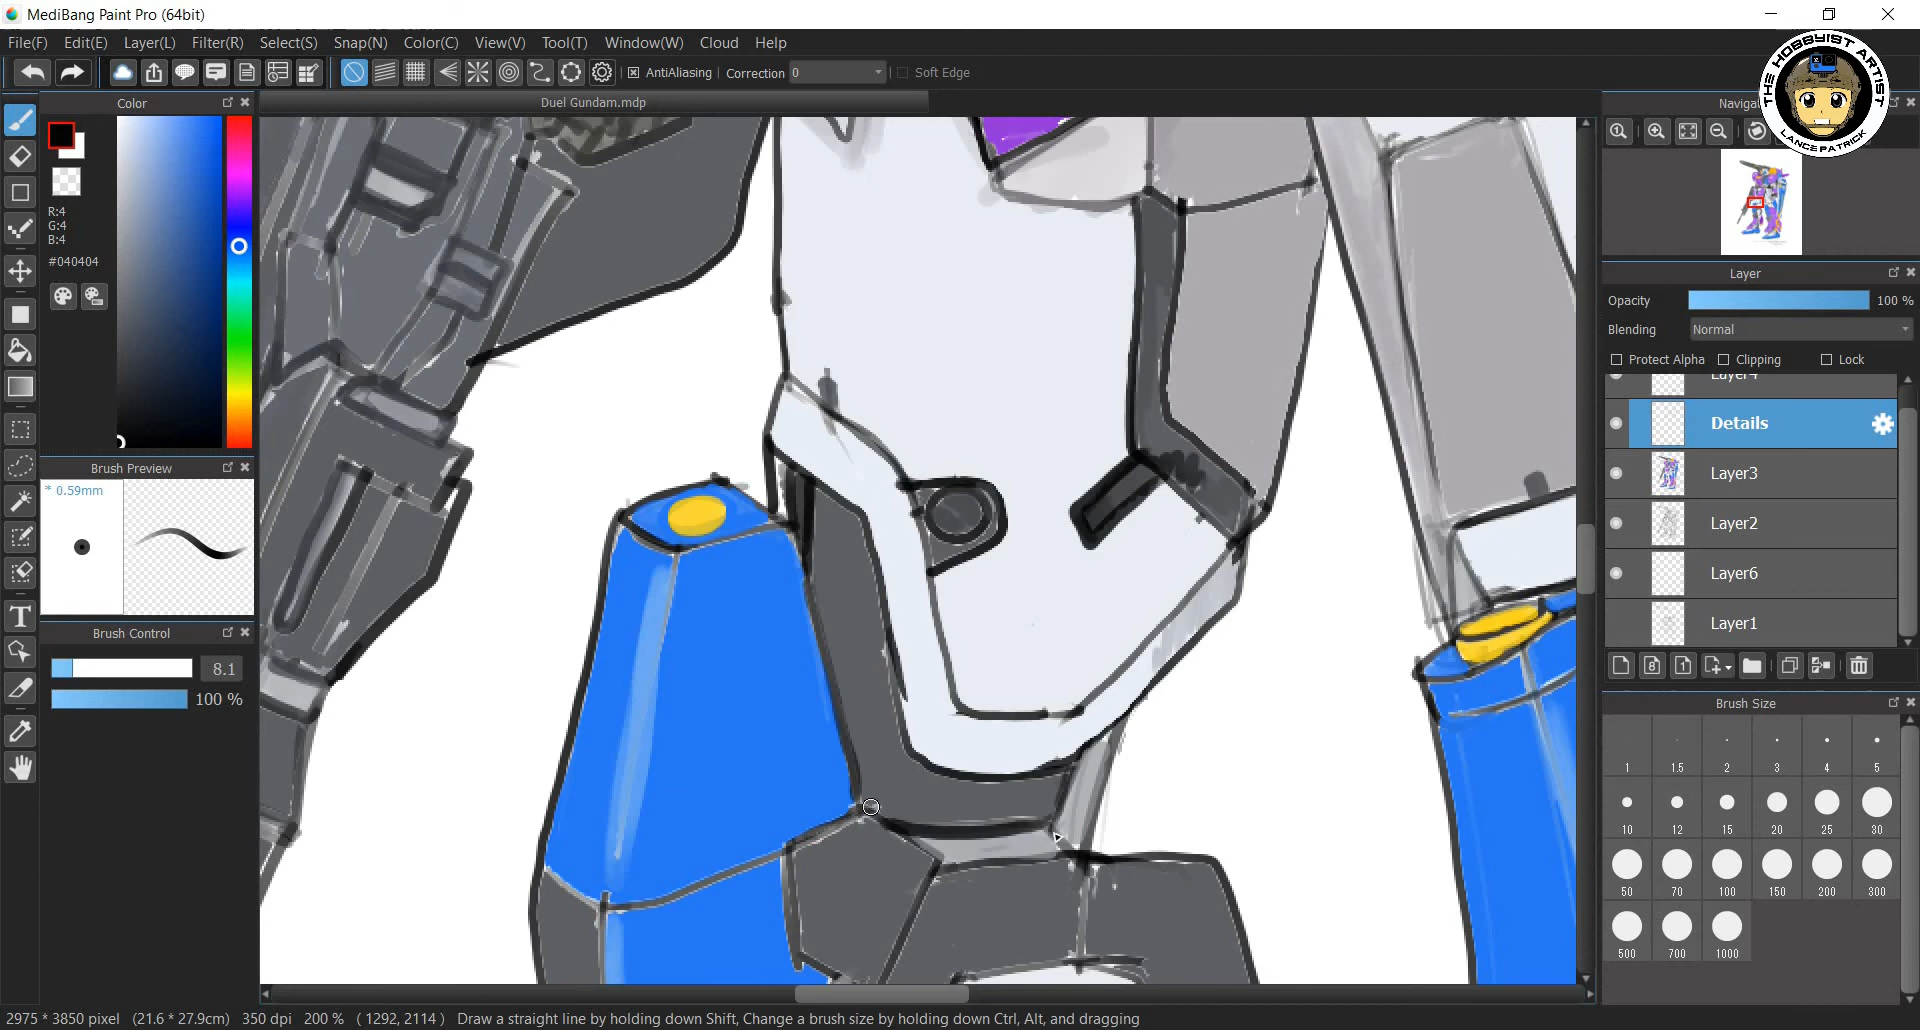 MediBang Paint Pro (64bit)
File(F) Edit(E) Layer(L) Filter(R) Select(S) Snap(N) Color(C) View(V) Tool(T) Window(W) Cloud Help
AntiAliasing Correction 0 Soft Edge
THE HOBBYIST ARTIST
LANCE PATRICK
Color
Duel Gundam.mdp
R:4
G:4
B:4
#040404
Brush Preview
* 0.59mm
Brush Control
8.1
100 %
T
Layer
Opacity 100 %
Blending Normal
Protect Alpha Clipping Lock
Layer4
Details
Layer3
Layer2
Layer6
Layer1
Brush Size
1 1.5 2 3 4 5
10 12 15 20 25 30
50 70 100 150 200 300
500 700 1000
2975 * 3850 pixel (21.6 * 27.9cm) 350 dpi 200 % ( 1292, 2114 ) Draw a straight line by holding down Shift, Change a brush size by holding down Ctrl, Alt, and dragging